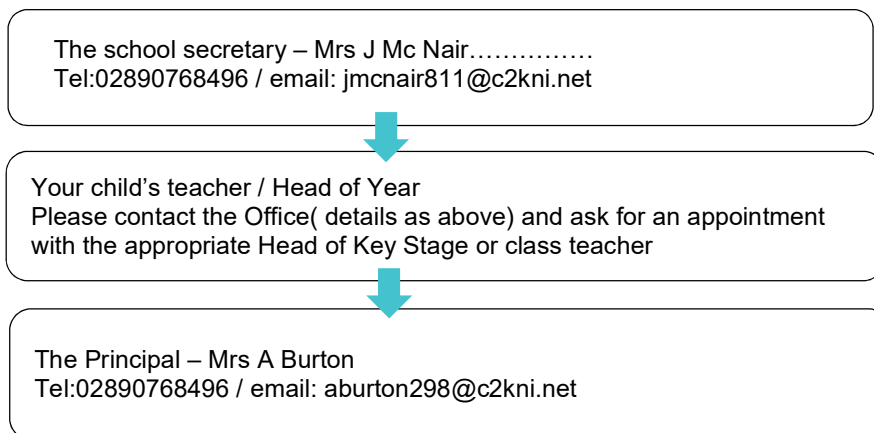 The school secretary – Mrs J Mc Nair……………
Tel:02890768496 / email: jmcnair811@c2kni.net
Your child’s teacher / Head of Year
Please contact the Office( details as above) and ask for an appointment
with the appropriate Head of Key Stage or class teacher
The Principal – Mrs A Burton
Tel:02890768496 / email: aburton298@c2kni.net